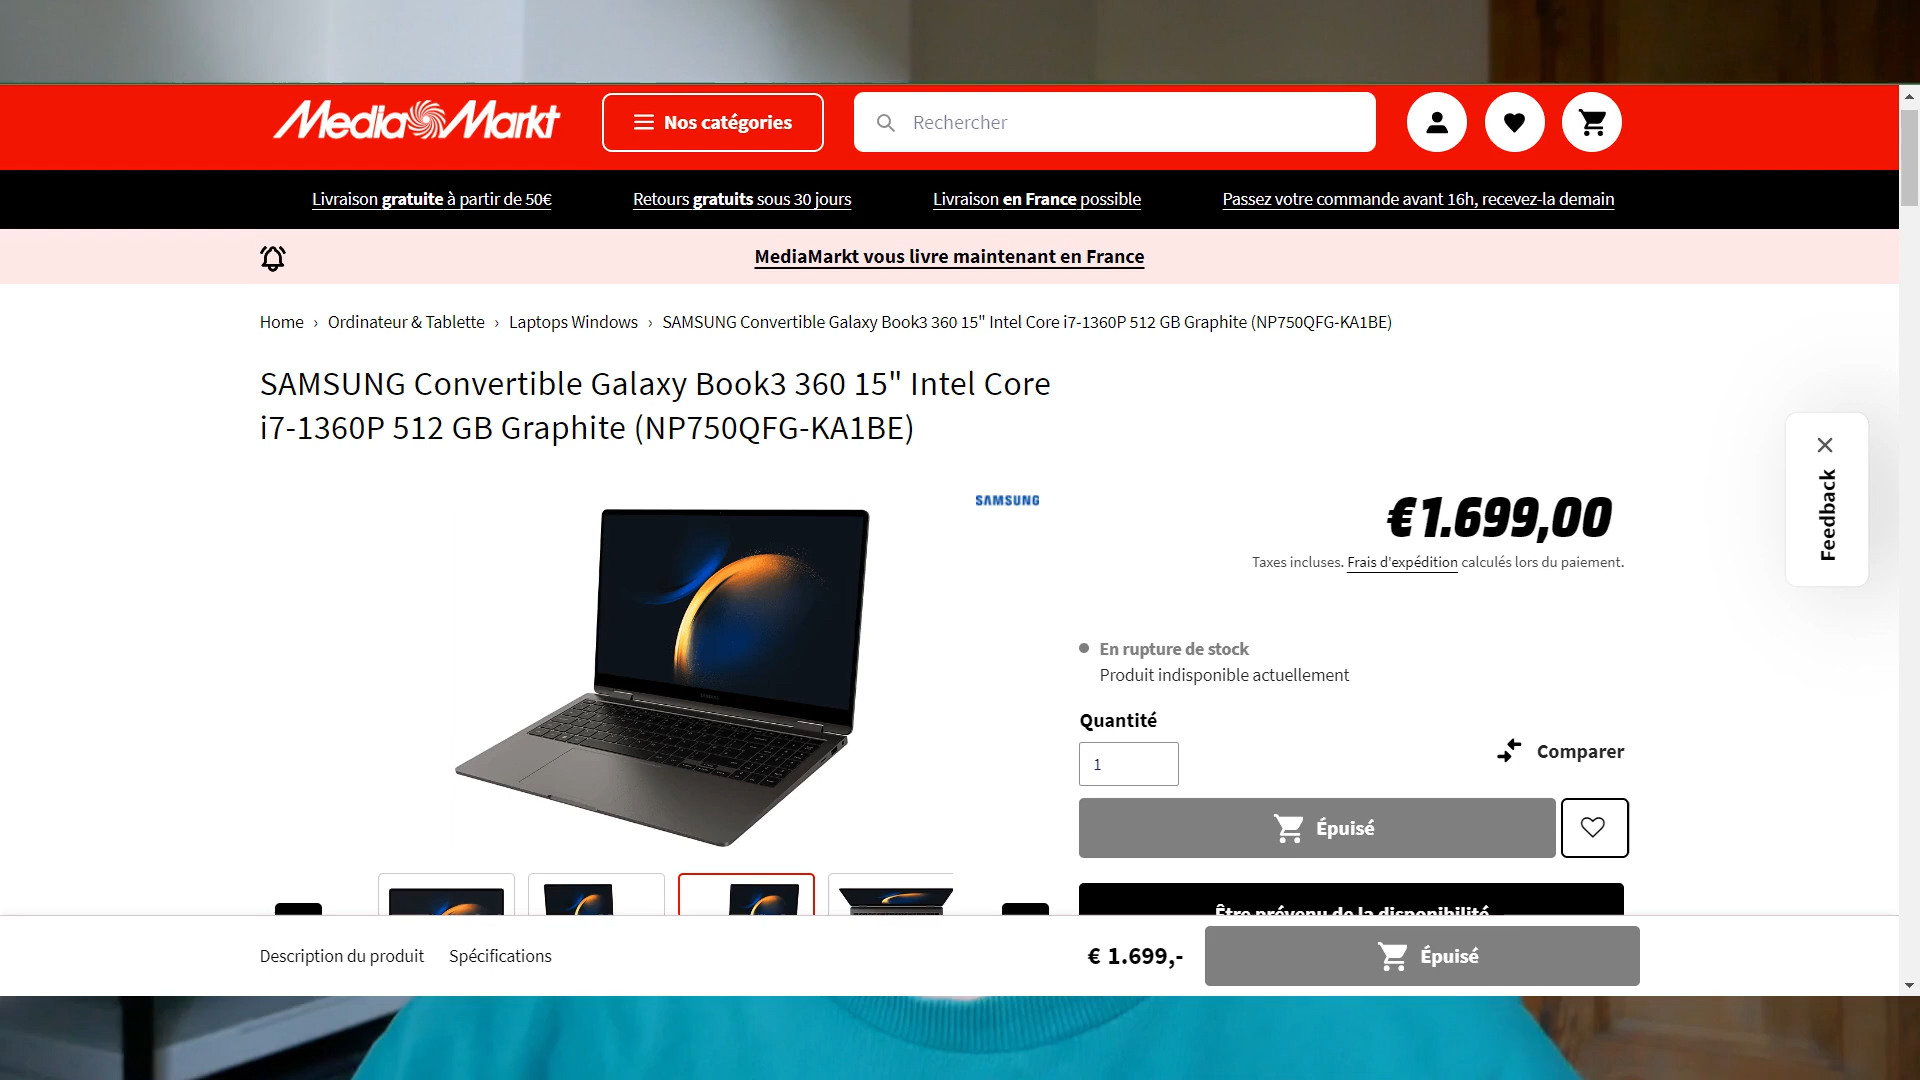 MediaMarkt
Nos catégories
Rechercher
Livraison gratuite à partir de 50€
Retours gratuits sous 30 jours
Livraison en France possible
Passez votre commande avant 16h, recevez-la demain
MediaMarkt vous livre maintenant en France
Home › Ordinateur & Tablette › Laptops Windows › SAMSUNG Convertible Galaxy Book3 360 15" Intel Core i7-1360P 512 GB Graphite (NP750QFG-KA1BE)
SAMSUNG Convertible Galaxy Book3 360 15" Intel Core
i7-1360P 512 GB Graphite (NP750QFG-KA1BE)
Feedback
SAMSUNG
€1.699,00
Taxes incluses. Frais d'expédition calculés lors du paiement.
En rupture de stock
Produit indisponible actuellement
Quantité
1
Comparer
Épuisé
Être prévenu de la disponibilité
Description du produit
Spécifications
€ 1.699,-
Épuisé